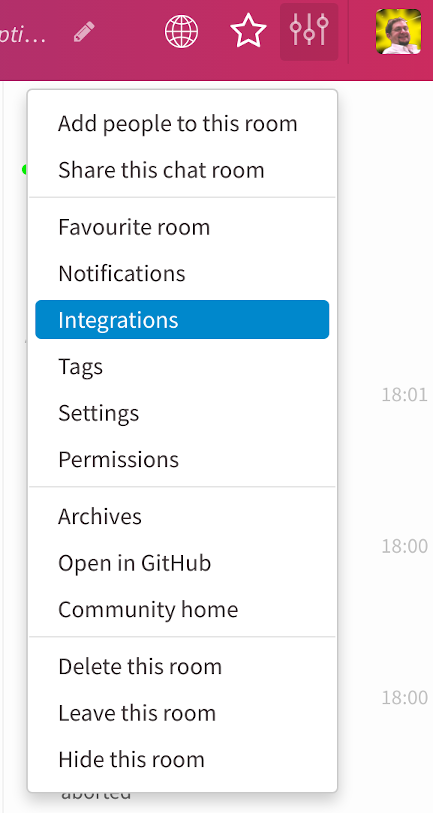 pti...
Add people to this room
Share this chat room
Favourite room
Notifications
Integrations
Tags
18:01
Settings
Permissions
Archives
18:00
Open in GitHub
Community home
Delete this room
18:00
Leave this room
Hide this room
aborted